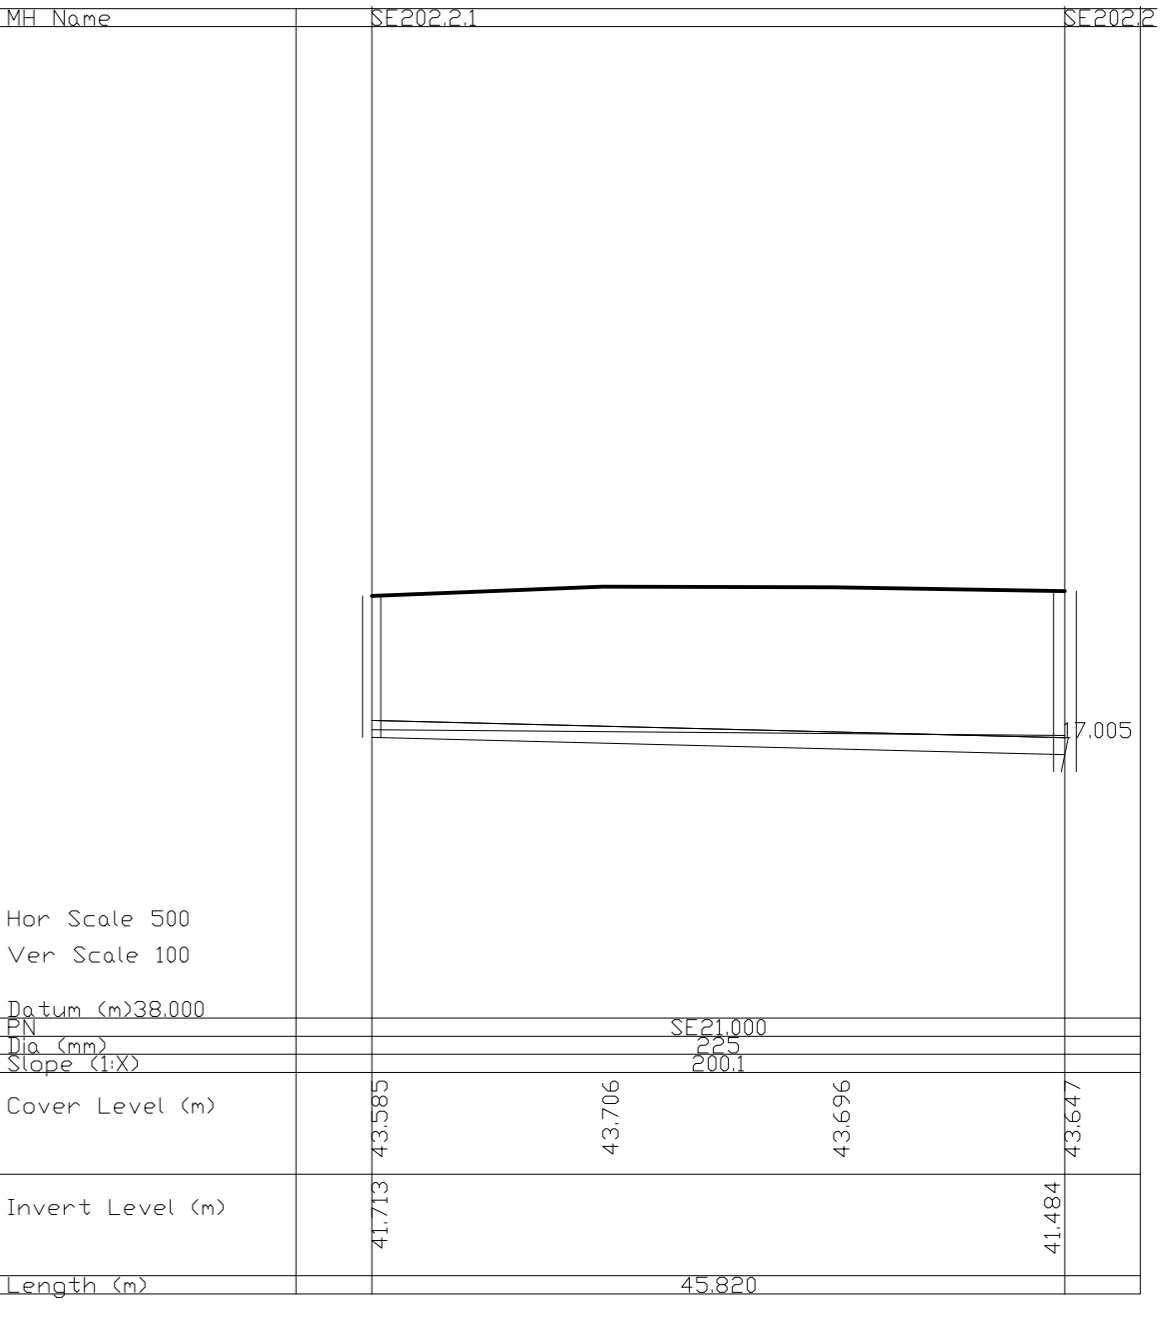 MH Name SE202.2.1 SE202.2
17.005
Hor Scale 500
Ver Scale 100
Datum (m)38.000
PN SE21.000
Dia (mm) 225
Slope (1:X) 200.1
Cover Level (m) 43.585 43.706 43.696 43.647
Invert Level (m) 41.713 41.484
Length (m) 45.820